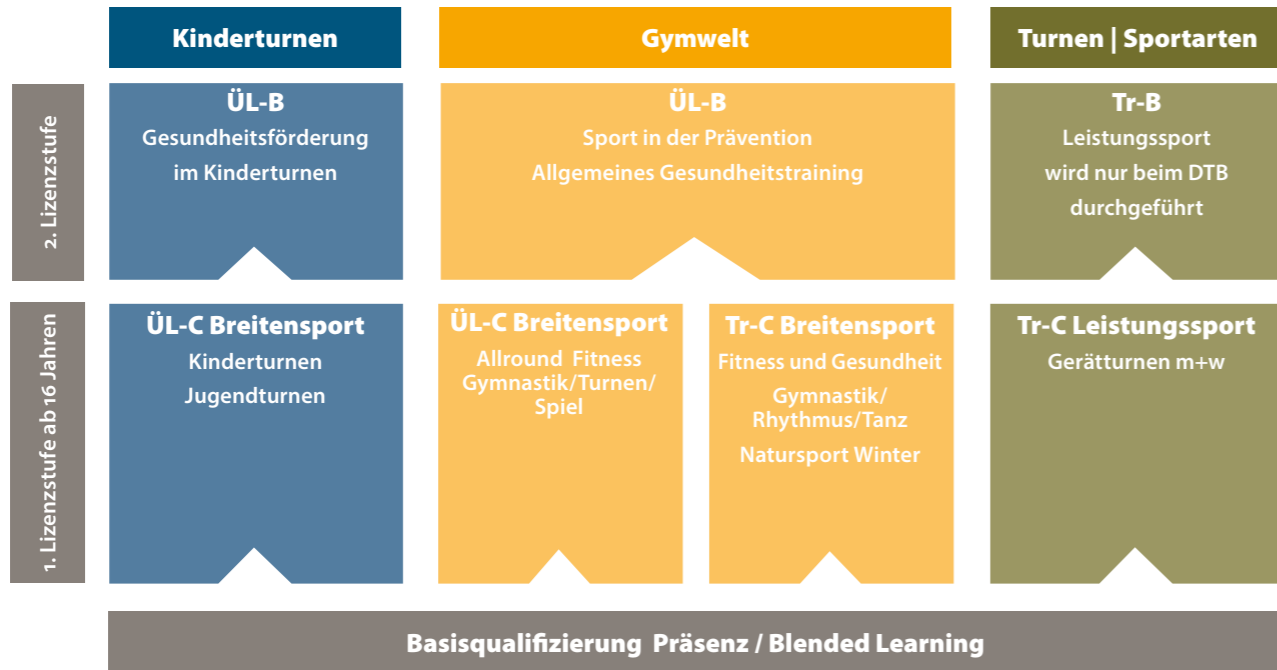 Kinderturnen
Gymwelt
Turnen | Sportarten
2. Lizenzstufe
ÜL-B
Gesundheitsförderung
im Kinderturnen
ÜL-B
Sport in der Prävention
Allgemeines Gesundheitstraining
Tr-B
Leistungssport
wird nur beim DTB
durchgeführt
1. Lizenzstufe ab 16 Jahren
ÜL-C Breitensport
Kinderturnen
Jugendturnen
ÜL-C Breitensport
Allround Fitness
Gymnastik/Turnen/
Spiel
Tr-C Breitensport
Fitness und Gesundheit
Gymnastik/
Rhythmus/Tanz
Natursport Winter
Tr-C Leistungssport
Gerätturnen m+w
Basisqualifizierung Präsenz / Blended Learning